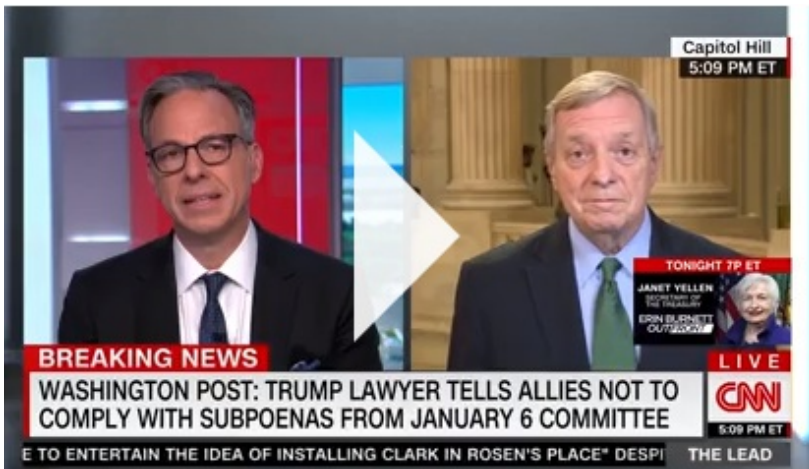 Capitol Hill
5:09 PM ET
TONIGHT 7P ET
JANET YELLEN
SECRETARY OF
THE TREASURY
ERIN BURNETT
OUTFRONT
BREAKING NEWS
LIVE
WASHINGTON POST: TRUMP LAWYER TELLS ALLIES NOT TO
COMPLY WITH SUBPOENAS FROM JANUARY 6 COMMITTEE
CNN
5:09 PM ET
E TO ENTERTAIN THE IDEA OF INSTALLING CLARK IN ROSEN'S PLACE" DESPI
THE LEAD